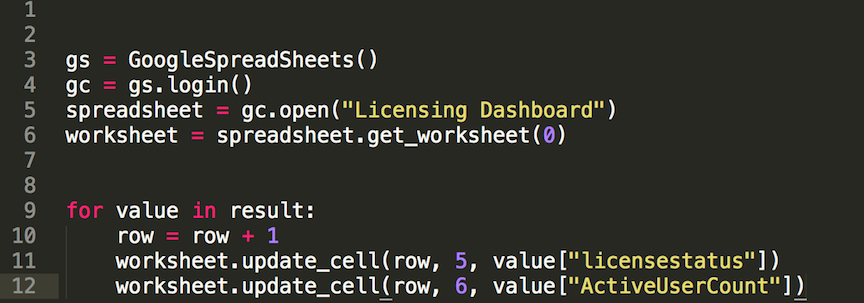 1
2
3 gs = GoogleSpreadSheets()
4 gc = gs.login()
5 spreadsheet = gc.open("Licensing Dashboard")
6 worksheet = spreadsheet.get_worksheet(0)
7
8
9 for value in result:
10     row = row + 1
11     worksheet.update_cell(row, 5, value["licensestatus"])
12     worksheet.update_cell(row, 6, value["ActiveUserCount"])